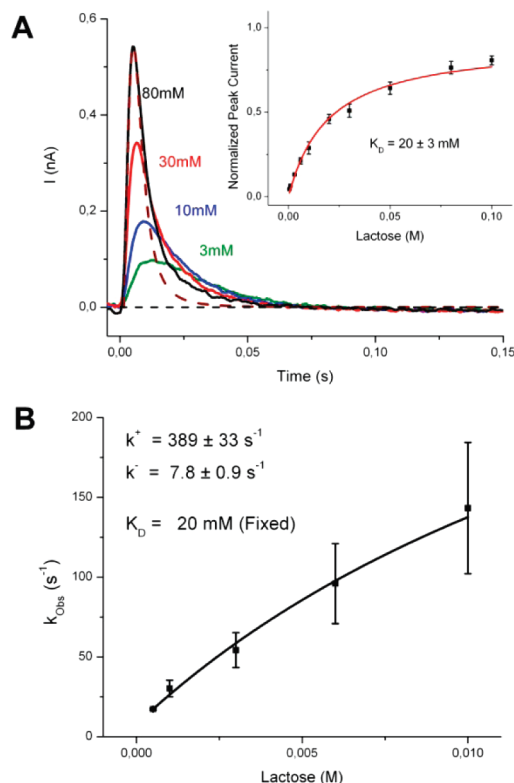 A
0,6
0,4
0,2
0,0
I (nA)
80mM
30mM
10mM
3mM
0,00
0,05
0,10
0,15
Time (s)
1.0
0.5
0.0
Normalized Peak Current
K_D = 20 ± 3 mM
0.00
0.05
0.10
Lactose (M)
B
200
150
100
50
0
k_Obs (s⁻¹)
k⁺ = 389 ± 33 s⁻¹
k⁻ = 7.8 ± 0.9 s⁻¹
K_D = 20 mM (Fixed)
0,000
0,005
0,010
Lactose (M)